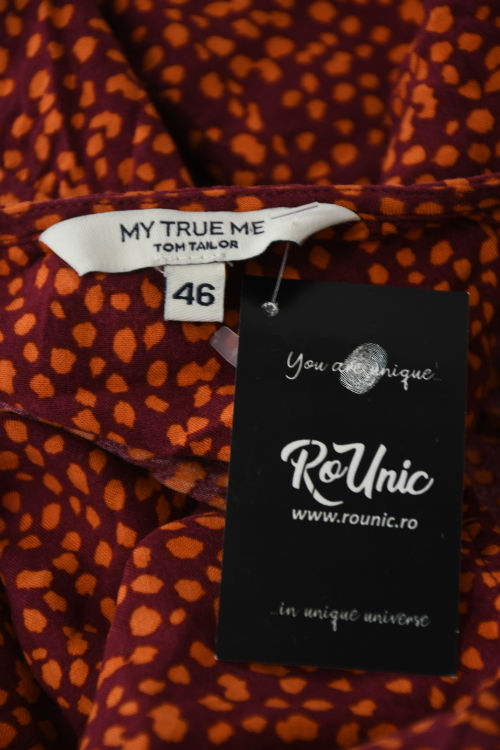 MY TRUE ME
TOM TAILOR
46
You are unique...
RoUnic
www.rounic.ro
...in unique universe